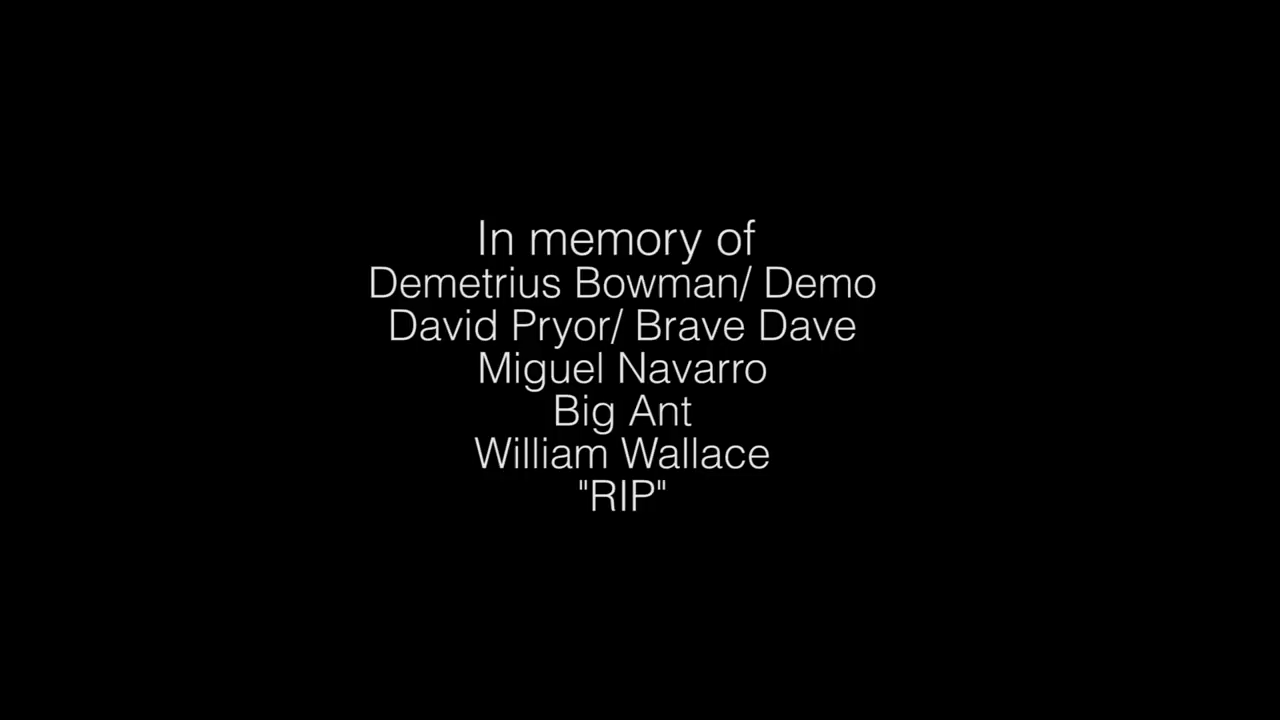 In memory of
Demetrius Bowman/ Demo
David Pryor/ Brave Dave
Miguel Navarro
Big Ant
William Wallace
"RIP"